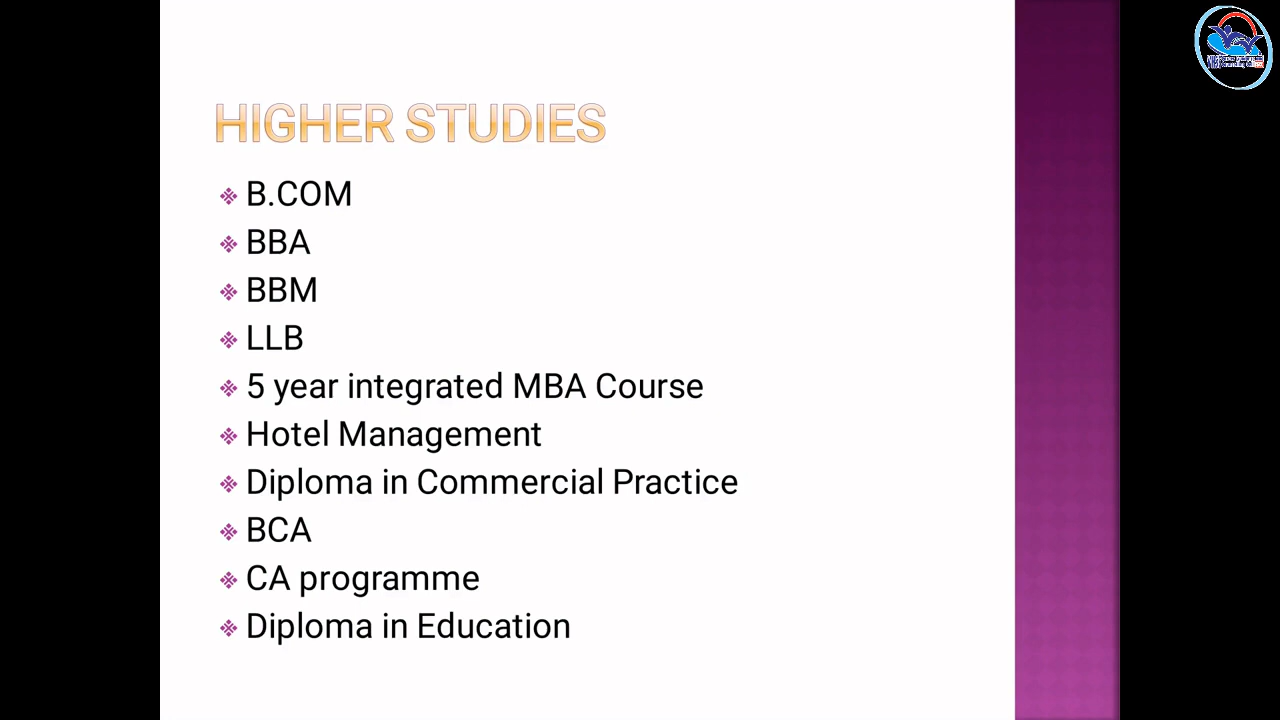 HIGHER STUDIES
B.COM
BBA
BBM
LLB
5 year integrated MBA Course
Hotel Management
Diploma in Commercial Practice
BCA
CA programme
Diploma in Education